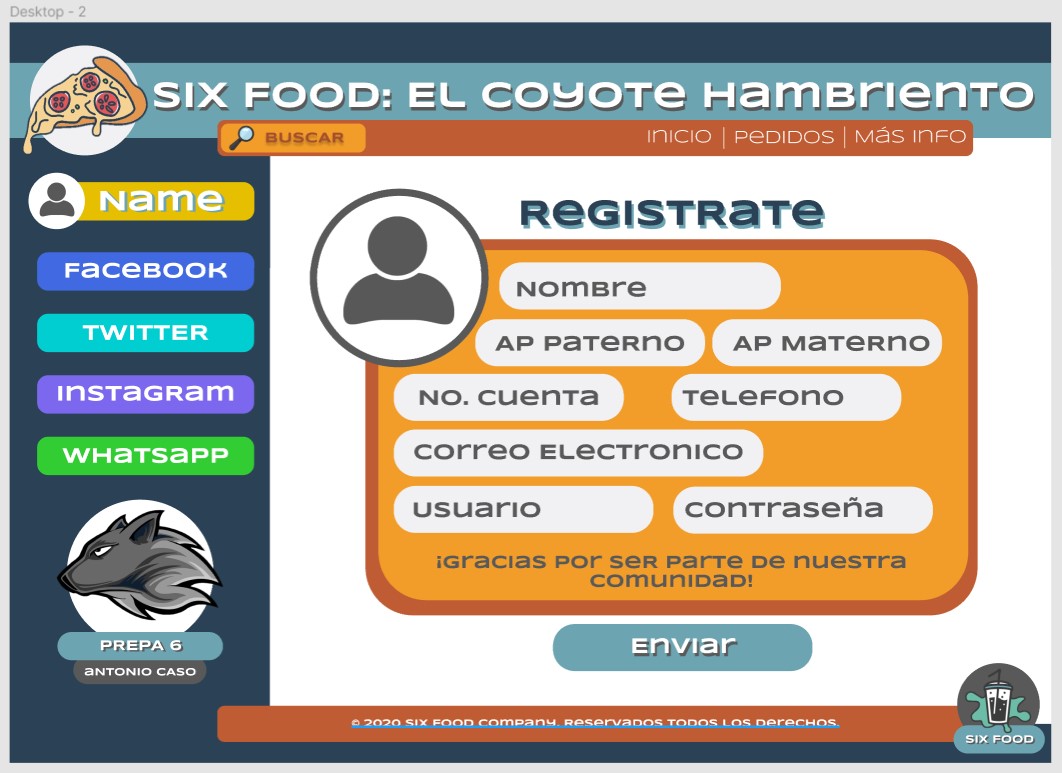 Desktop - 2
SIX FOOD: EL COYOTE HAMBRIENTO
BUSCAR
INICIO | PEDIDOS | MÁS INFO
NAME
REGISTRATE
FACEBOOK
NOMBRE
TWITTER
AP PATERNO
AP MATERNO
INSTAGRAM
NO. CUENTA
TELEFONO
WHATSAPP
CORREO ELECTRONICO
USUARIO
CONTRASEÑA
¡GRACIAS POR SER PARTE DE NUESTRA
COMUNIDAD!
PREPA 6
ANTONIO CASO
ENVIAR
© 2020 SIX FOOD COMPANY. RESERVADOS TODOS LOS DERECHOS.
SIX FOOD